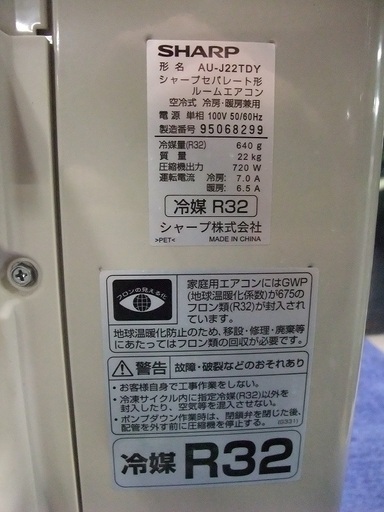 SHARP
形 名 AU-J22TDY
シャープセパレート形
ルームエアコン
空冷式 冷房・暖房兼用
電 源 単相 100V 50/60Hz
製造番号 95068299
冷媒量(R32) 640 g
質 量 22 kg
圧縮機出力 720 W
運転電流 冷房: 7.0 A
暖房: 6.5 A
冷媒 R32
シャープ株式会社
>PET< MADE IN CHINA
フロンの見える化
家庭用エアコンにはGWP
(地球温暖化係数)が675の
フロン類(R32)が封入され
ています。
地球温暖化防止のため、移設・修理・廃棄等
にあたってはフロン類の回収が必要です。
警告 故障・破裂などのおそれあり
・お客様自身で工事作業をしない。
・冷凍サイクル内に指定冷媒(R32)以外を
封入したり、空気等を混入させない。
・ポンプダウン作業時は、閉鎖弁を閉じた後、
配管を外す前に圧縮機を停止する。 (0331)
冷媒 R32